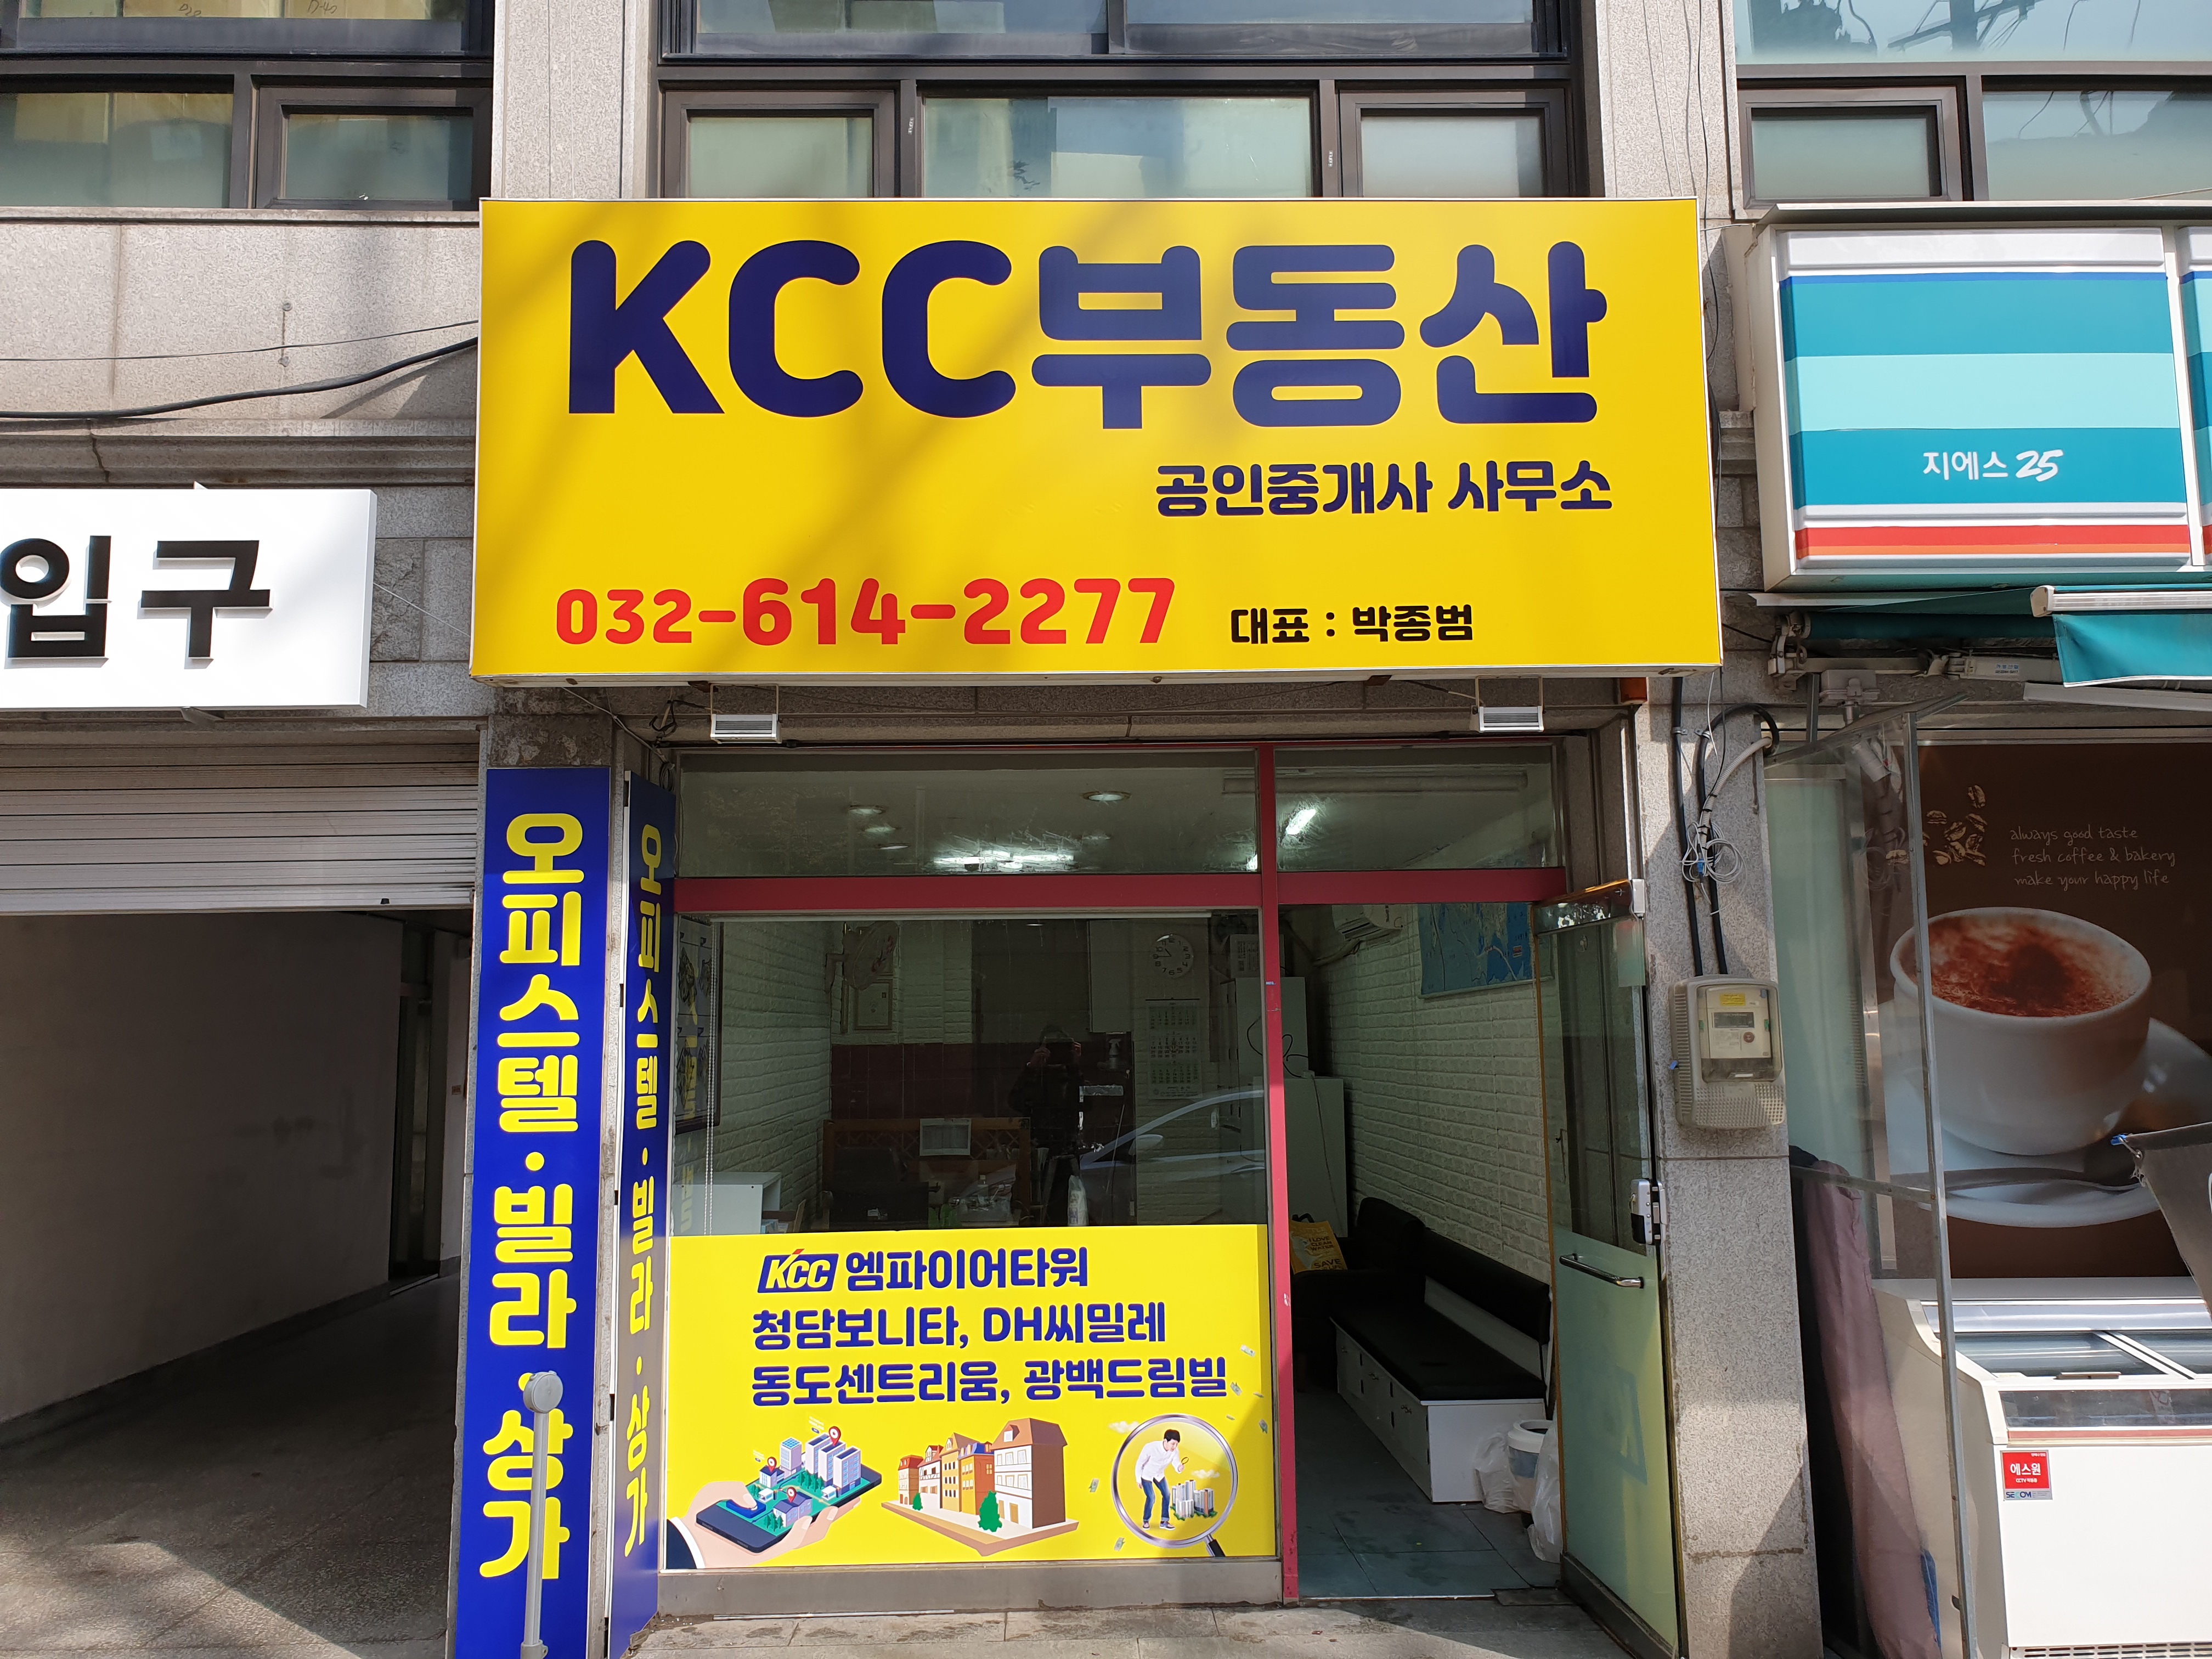 KCC부동산
공인중개사 사무소
032-614-2277 대표 : 박종범
입구
지에스25
오피스텔·빌라·상가
오피스텔·빌라·상가
KCC 엠파이어타워
청담보니타, DH씨밀레
동도센트리움, 광백드림빌
always good taste
fresh coffee & bakery
make your happy life
에스원